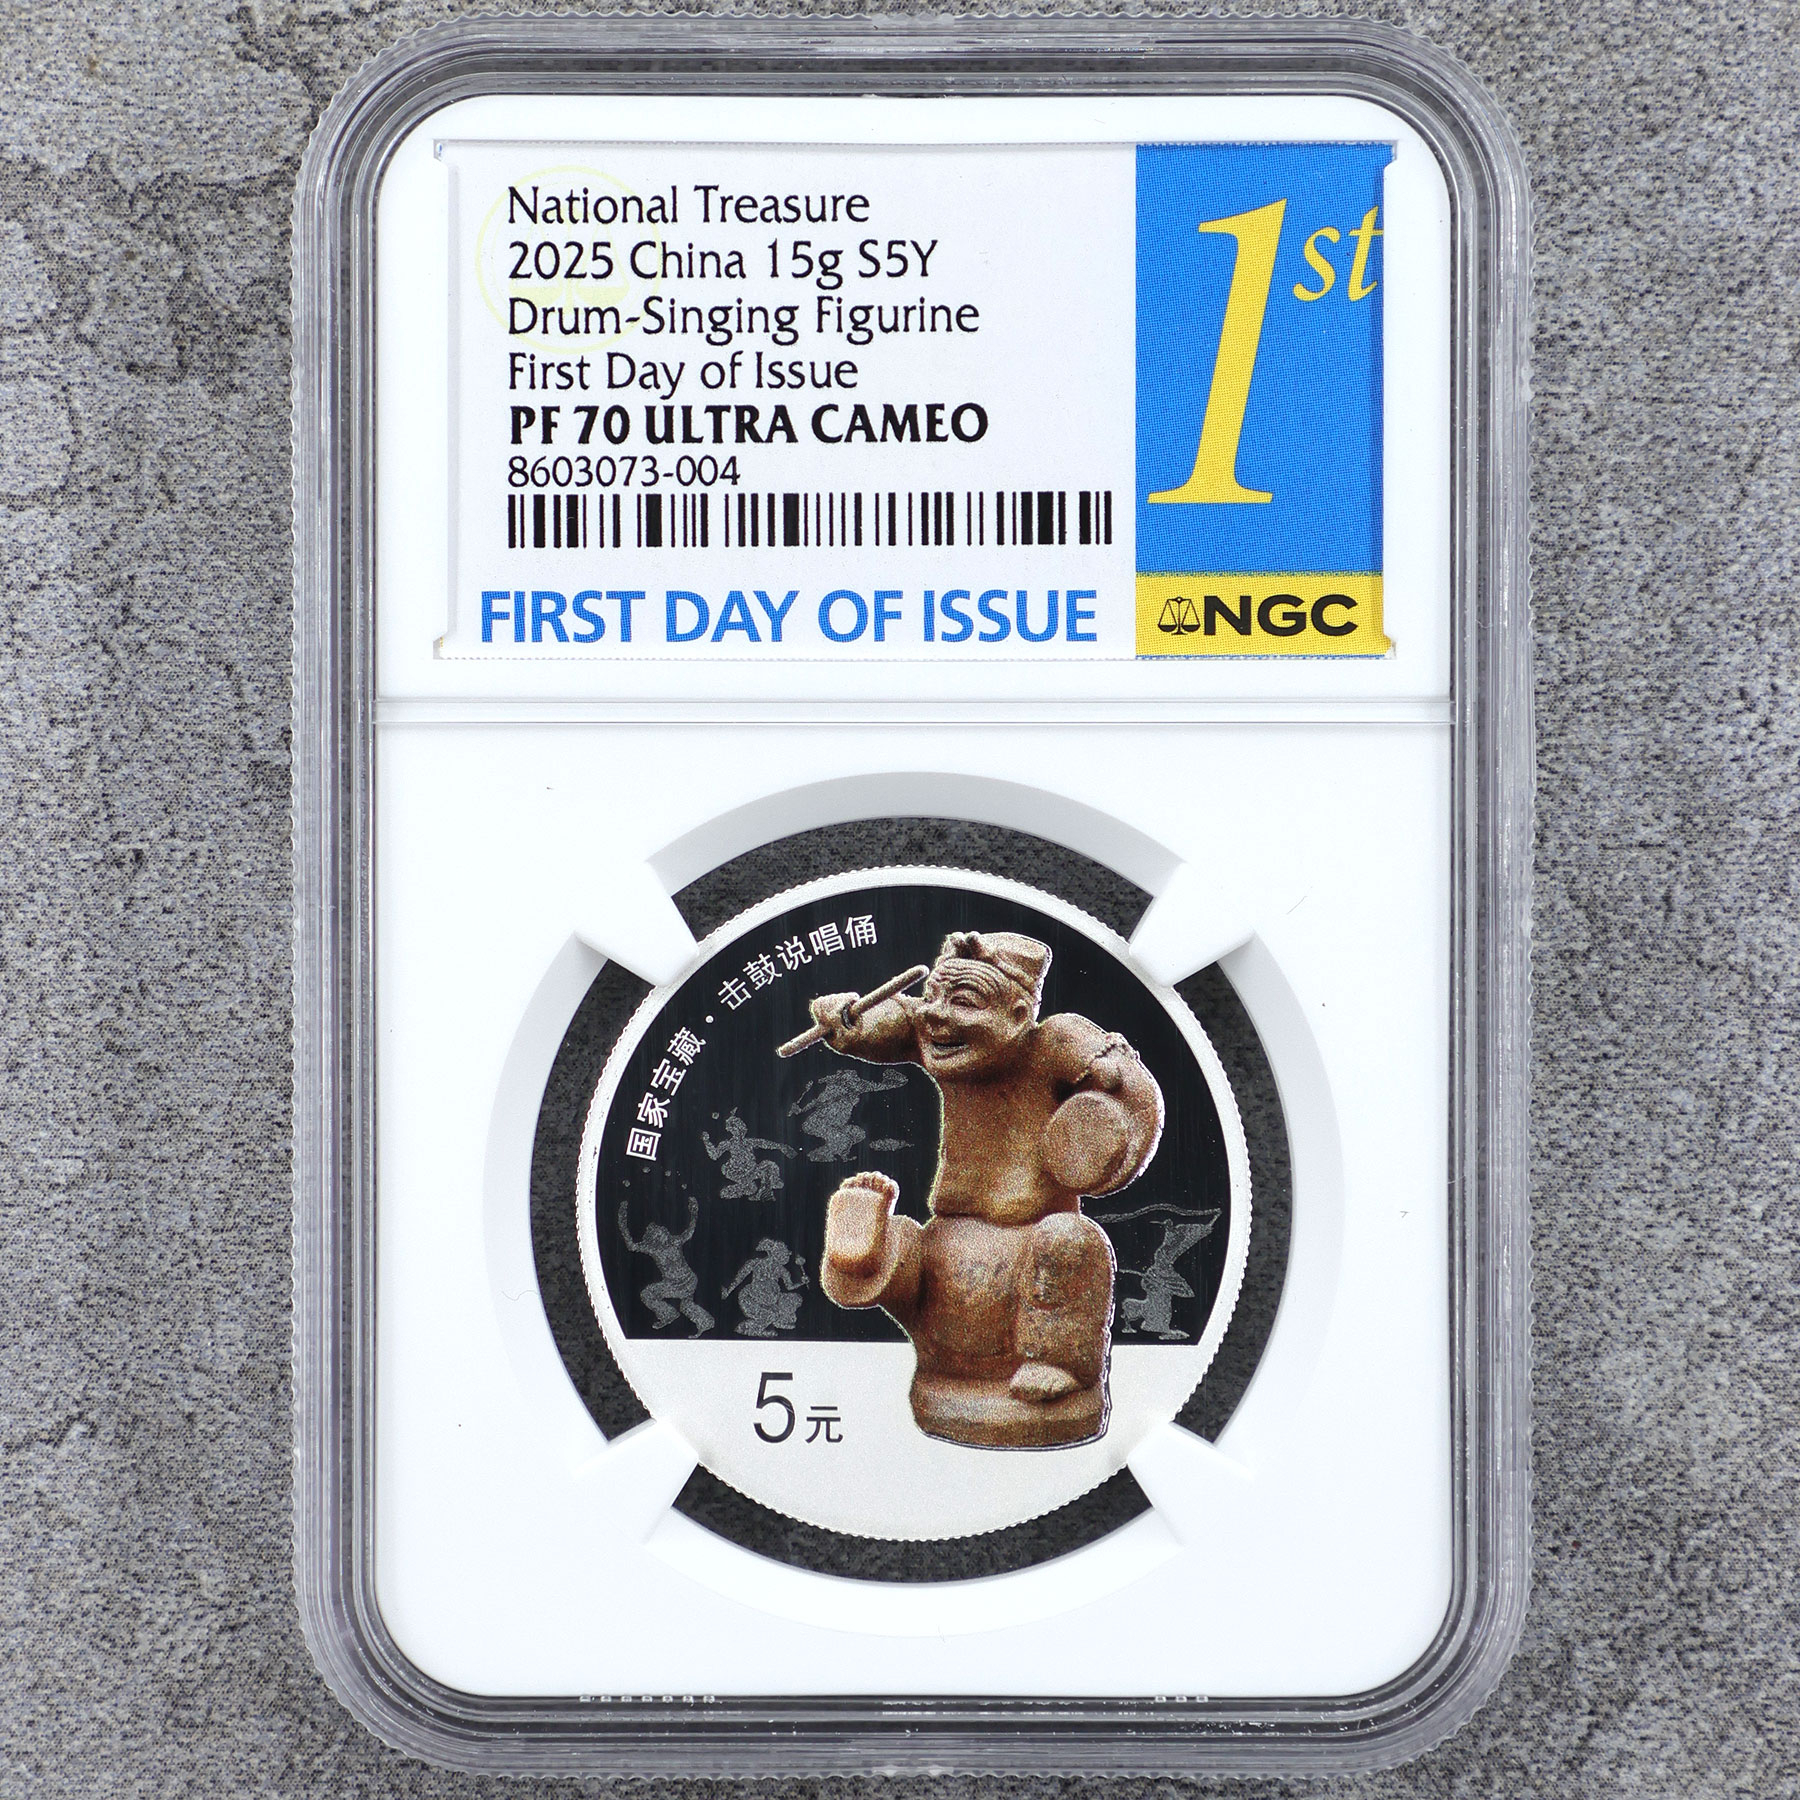 National Treasure
2025 China 15g S5Y
Drum-Singing Figurine
First Day of Issue
PF 70 ULTRA CAMEO
8603073-004
FIRST DAY OF ISSUE
1st
NGC
国家宝藏·击鼓说唱俑
5元